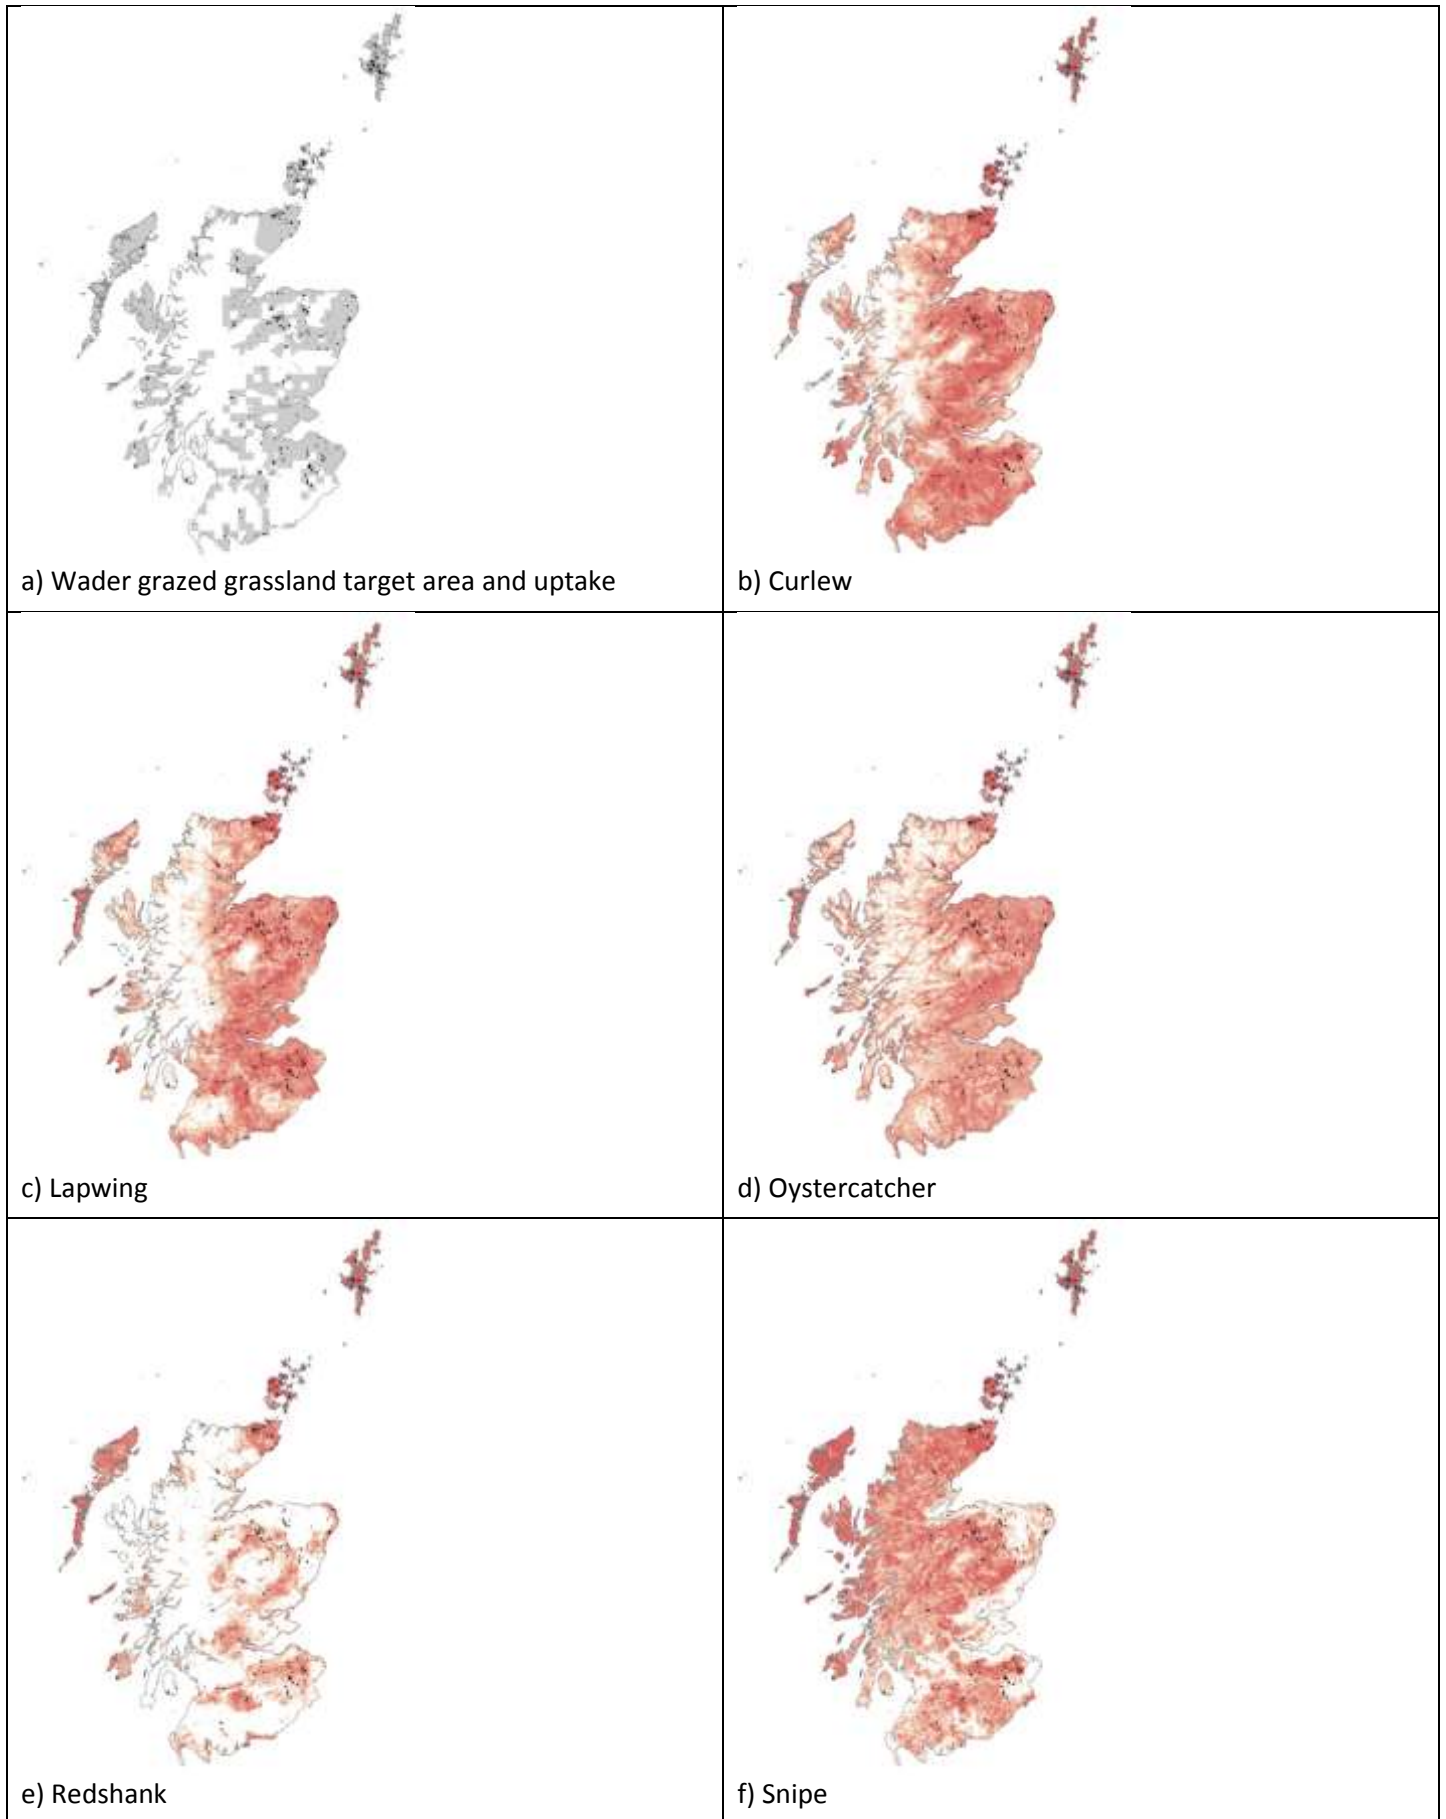 a) Wader grazed grassland target area and uptake
b) Curlew
c) Lapwing
d) Oystercatcher
e) Redshank
f) Snipe